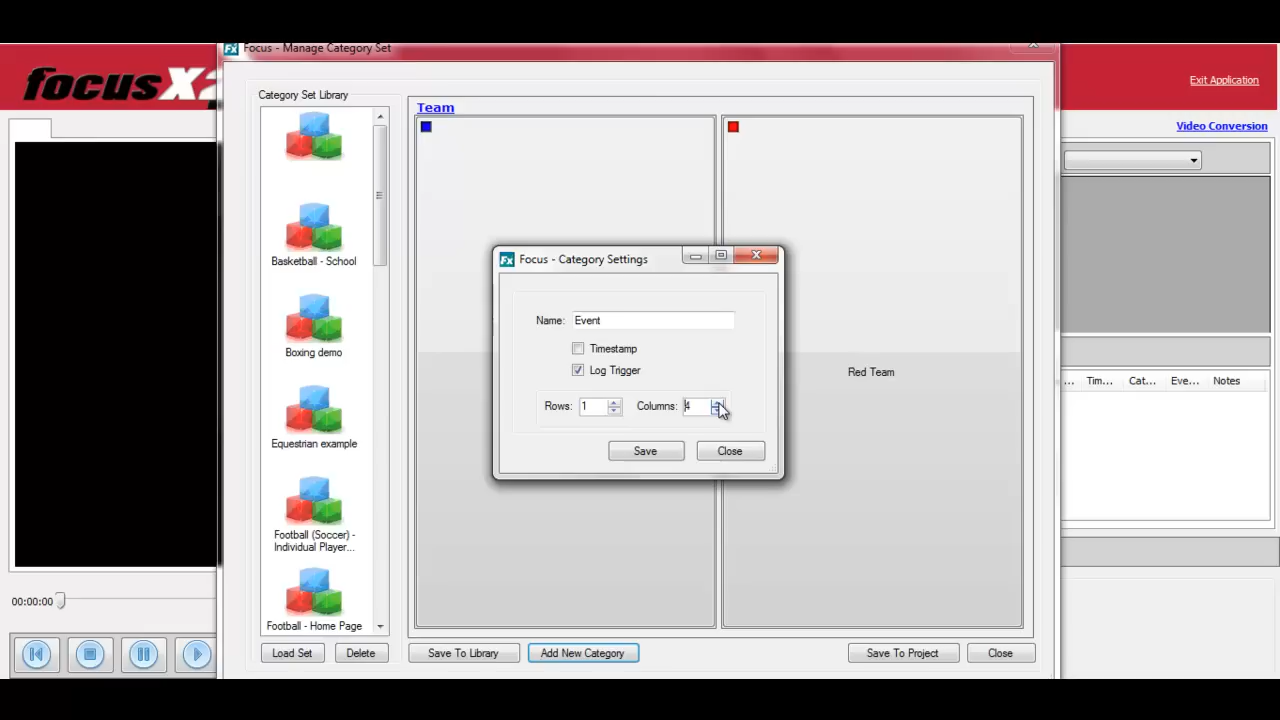 Focus - Manage Category Set
focusX2
Exit Application
Video Conversion
Category Set Library
Team
Basketball - School
Boxing demo
Equestrian example
Football (Soccer) -
Individual Player...
Football - Home Page
Load Set
Delete
Red Team
Focus - Category Settings
Name: Event
Timestamp
Log Trigger
Rows: 1 Columns: 4
Save
Close
Save To Library
Add New Category
Save To Project
Close
... Tim... Cat... Eve... Notes
00:00:00